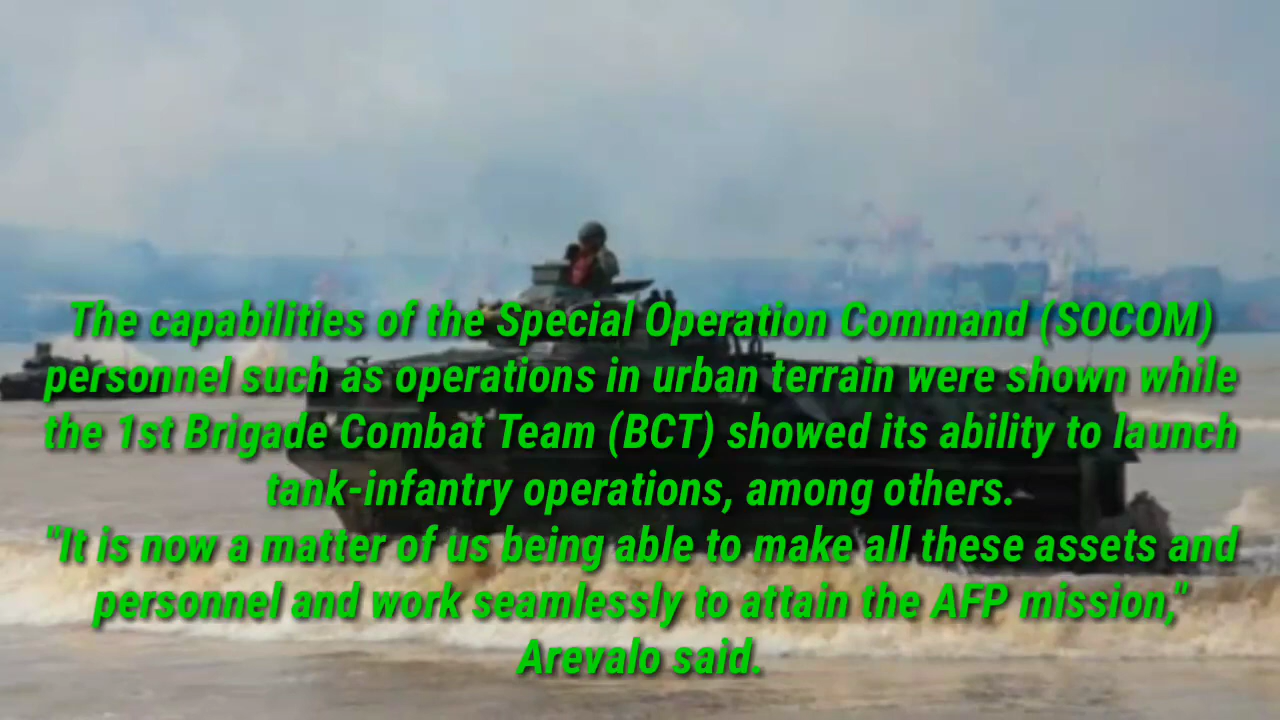 The capabilities of the Special Operation Command (SOCOM)
personnel such as operations in urban terrain were shown while
the 1st Brigade Combat Team (BCT) showed its ability to launch
tank-infantry operations, among others.
"It is now a matter of us being able to make all these assets and
personnel and work seamlessly to attain the AFP mission,"
Arevalo said.